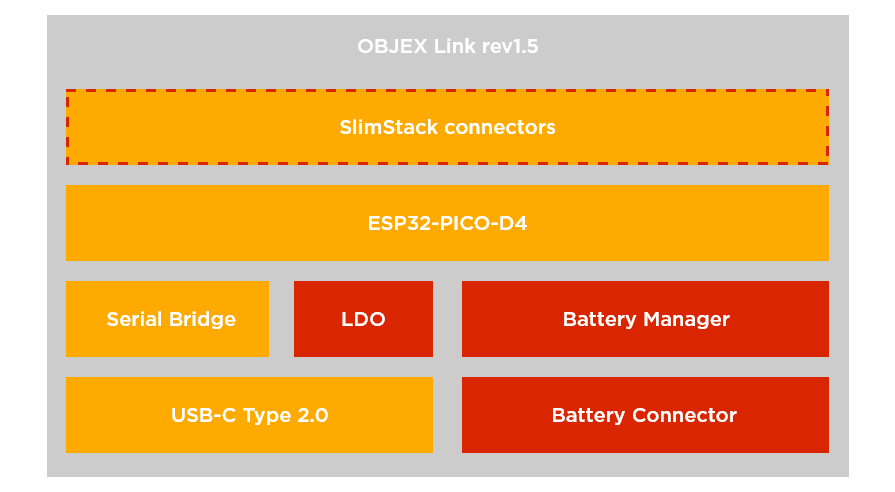 OBJEX Link rev1.5
SlimStack connectors
ESP32-PICO-D4
Serial Bridge
LDO
Battery Manager
USB-C Type 2.0
Battery Connector